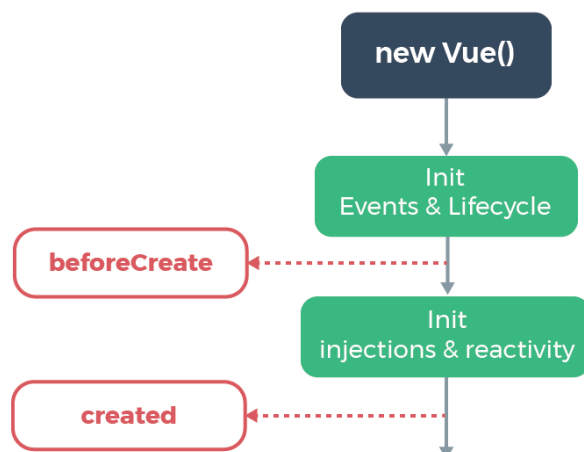 new Vue()
Init
Events & Lifecycle
beforeCreate
Init
injections & reactivity
created